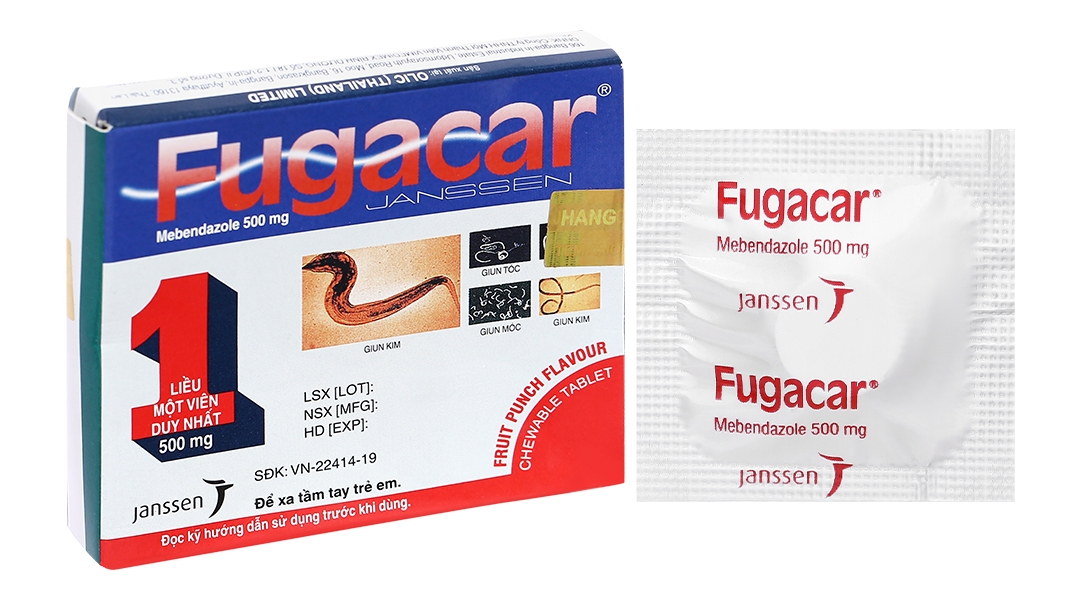 OLIC (THAILAND) LIMITED
Sản xuất tại:
Fugacar®
JANSSEN
Mebendazole 500 mg
HANG
GIUN TÓC
GIUN KIM
GIUN MÓC
GIUN KIM
1
LIỀU
MỘT VIÊN
DUY NHẤT
500 mg
LSX [LOT]:
NSX [MFG]:
HD [EXP]:
FRUIT PUNCH FLAVOUR
CHEWABLE TABLET
SĐK: VN-22414-19
janssen
Để xa tầm tay trẻ em.
Đọc kỹ hướng dẫn sử dụng trước khi dùng.
Fugacar®
Mebendazole 500 mg
janssen
Fugacar®
Mebendazole 500 mg
janssen